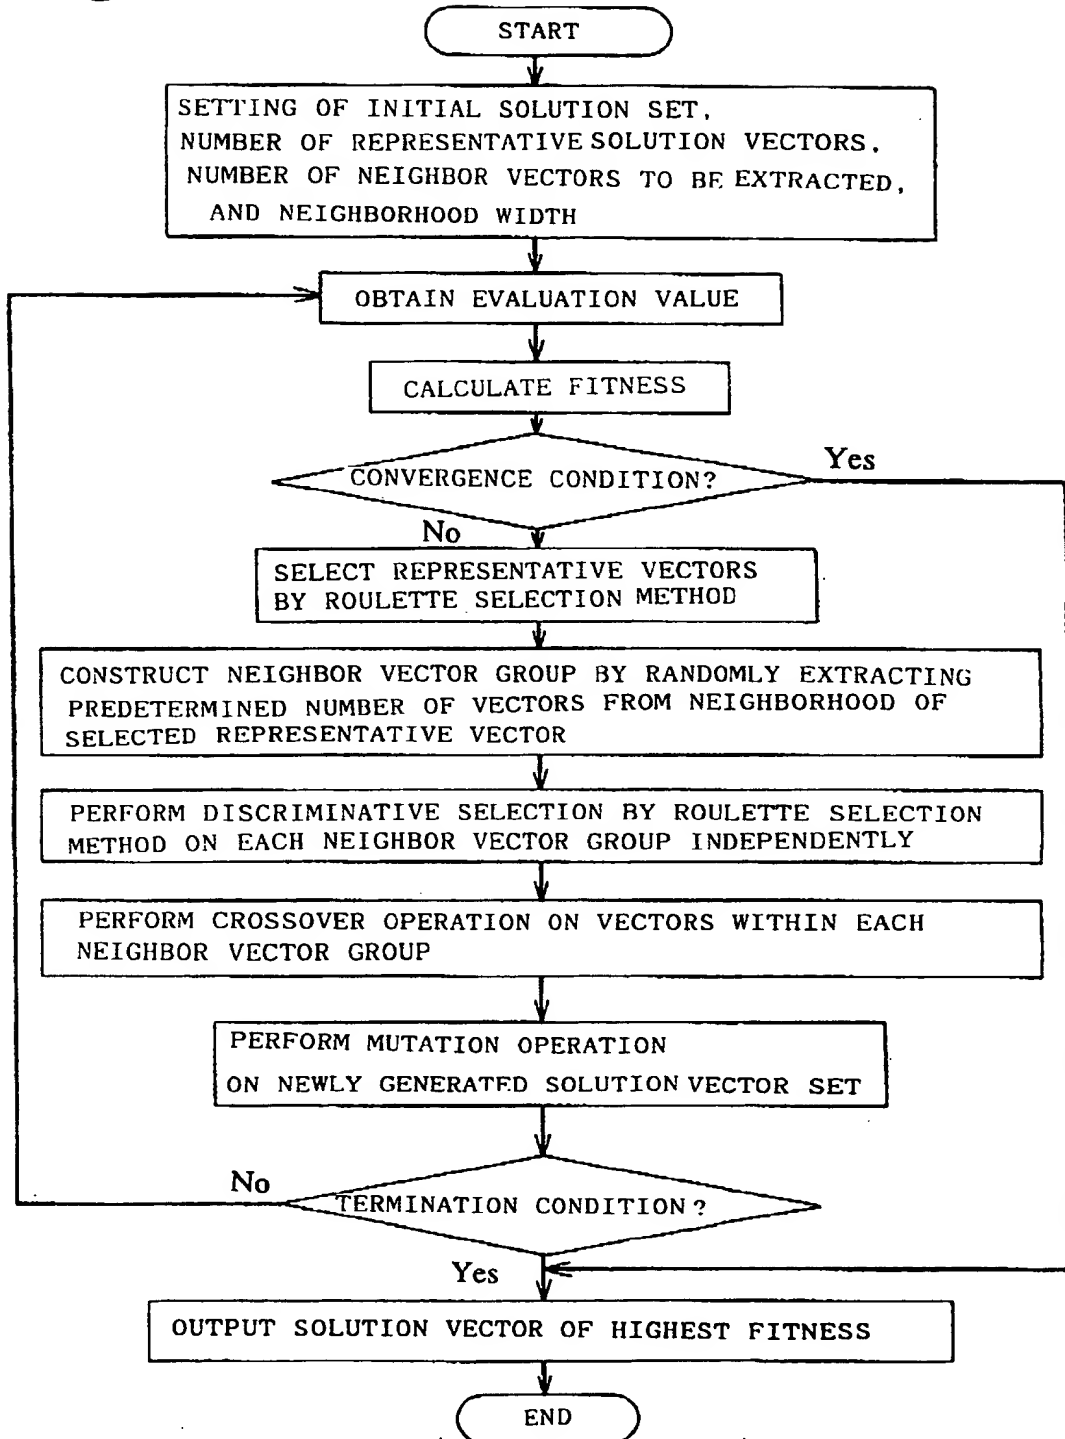 START
SETTING OF INITIAL SOLUTION SET,
NUMBER OF REPRESENTATIVE SOLUTION VECTORS,
NUMBER OF NEIGHBOR VECTORS TO BE EXTRACTED,
AND NEIGHBORHOOD WIDTH
OBTAIN EVALUATION VALUE
CALCULATE FITNESS
CONVERGENCE CONDITION?
Yes
No
SELECT REPRESENTATIVE VECTORS
BY ROULETTE SELECTION METHOD
CONSTRUCT NEIGHBOR VECTOR GROUP BY RANDOMLY EXTRACTING
PREDETERMINED NUMBER OF VECTORS FROM NEIGHBORHOOD OF
SELECTED REPRESENTATIVE VECTOR
PERFORM DISCRIMINATIVE SELECTION BY ROULETTE SELECTION
METHOD ON EACH NEIGHBOR VECTOR GROUP INDEPENDENTLY
PERFORM CROSSOVER OPERATION ON VECTORS WITHIN EACH
NEIGHBOR VECTOR GROUP
PERFORM MUTATION OPERATION
ON NEWLY GENERATED SOLUTION VECTOR SET
No
TERMINATION CONDITION?
Yes
OUTPUT SOLUTION VECTOR OF HIGHEST FITNESS
END